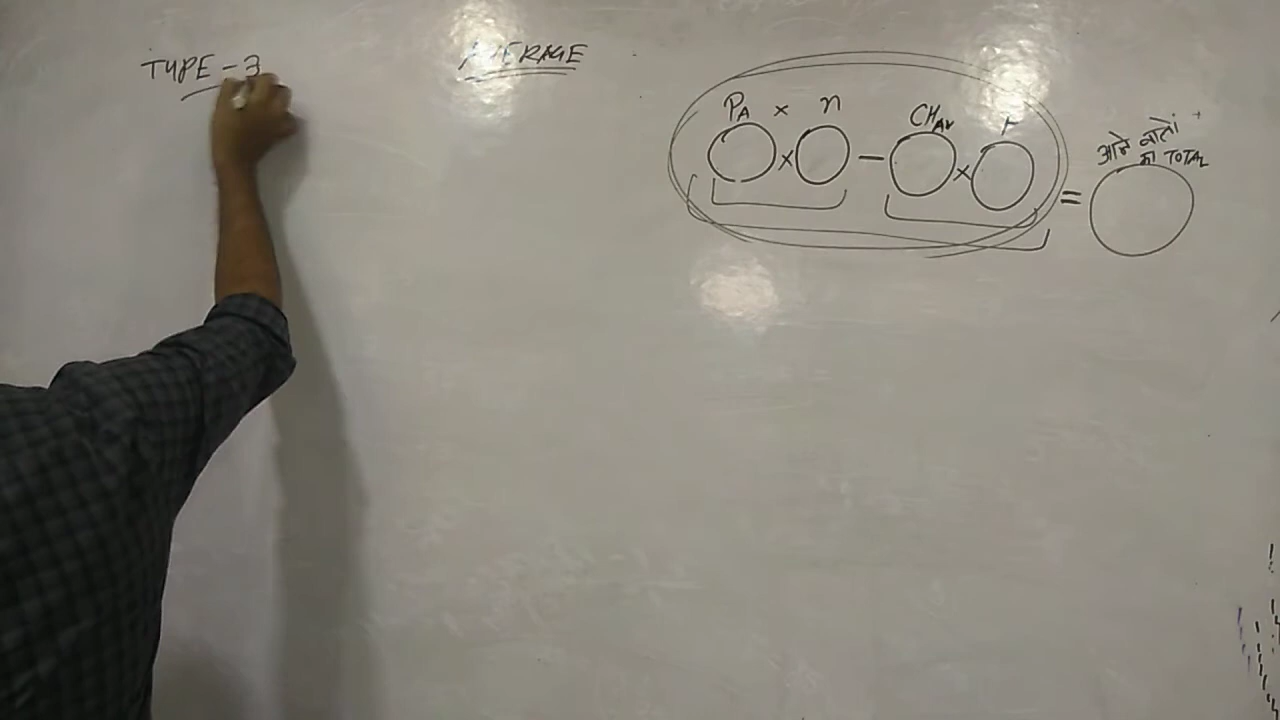 TYPE - 3
AVERAGE
PA × n CHAv r
× − × =
आने वालो
का TOTAL